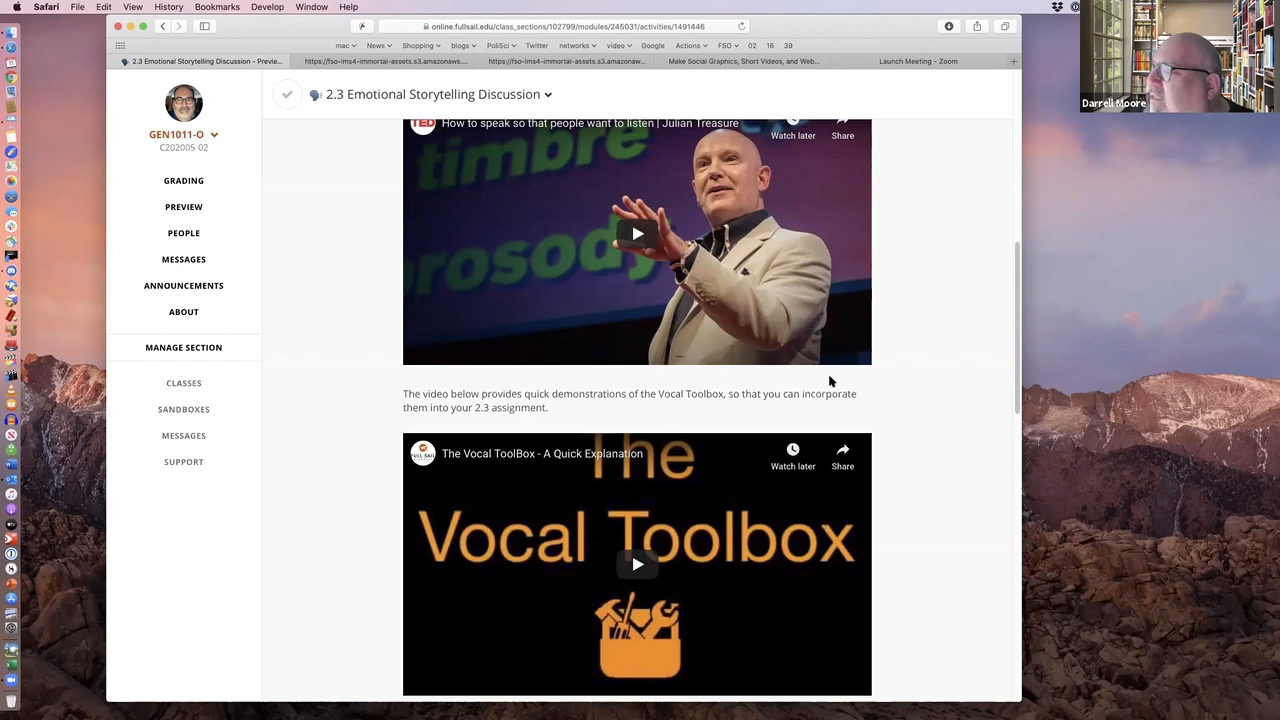 Safari File Edit View History Bookmarks Develop Window Help
online.fullsail.edu/class_sections/102799/modules/245031/activities/1491446
mac News Shopping blogs PoliSci Twitter networks video Google Actions FSO 02 16 39
2.3 Emotional Storytelling Discussion - Previe... https://fso-ims4-immortal-assets.s3.amazonaws.... https://fso-ims4-immortal-assets.s3.amazonaw... Make Social Graphics, Short Videos, and Web... Launch Meeting - Zoom
Darrell Moore
2.3 Emotional Storytelling Discussion
GEN1011-O
C202005 02
GRADING
PREVIEW
PEOPLE
MESSAGES
ANNOUNCEMENTS
ABOUT
MANAGE SECTION
CLASSES
SANDBOXES
MESSAGES
SUPPORT
TED
How to speak so that people want to listen | Julian Treasure
Watch later Share
timbre
prosody
The video below provides quick demonstrations of the Vocal Toolbox, so that you can incorporate
them into your 2.3 assignment.
FULL SAIL
The Vocal ToolBox - A Quick Explanation
Watch later Share
The
Vocal Toolbox